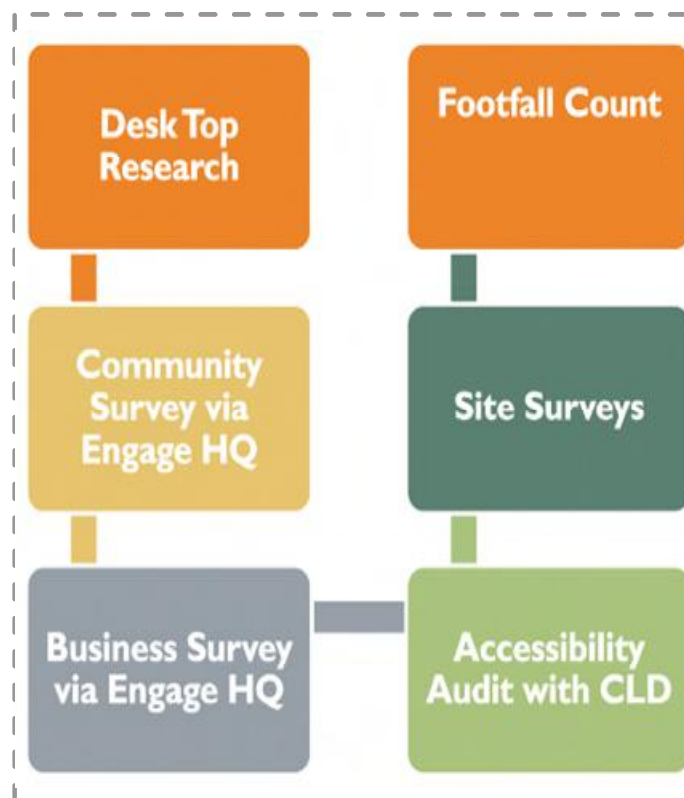 Desk Top
Research
Community
Survey via
Engage HQ
Business Survey
via Engage HQ
Accessibility
Audit with CLD
Site Surveys
Footfall Count